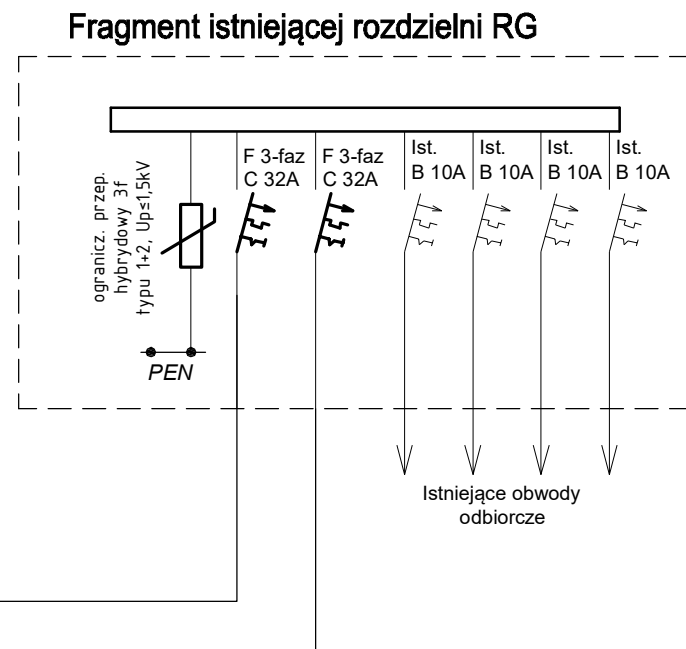 Fragment istniejącej rozdzielni RG
ogranicz. przep.
hybrydowy 3f
typu 1+2, Up≤1,5kV
F 3-faz
C 32A
F 3-faz
C 32A
Ist.
B 10A
Ist.
B 10A
Ist.
B 10A
Ist.
B 10A
PEN
Istniejące obwody
odbiorcze